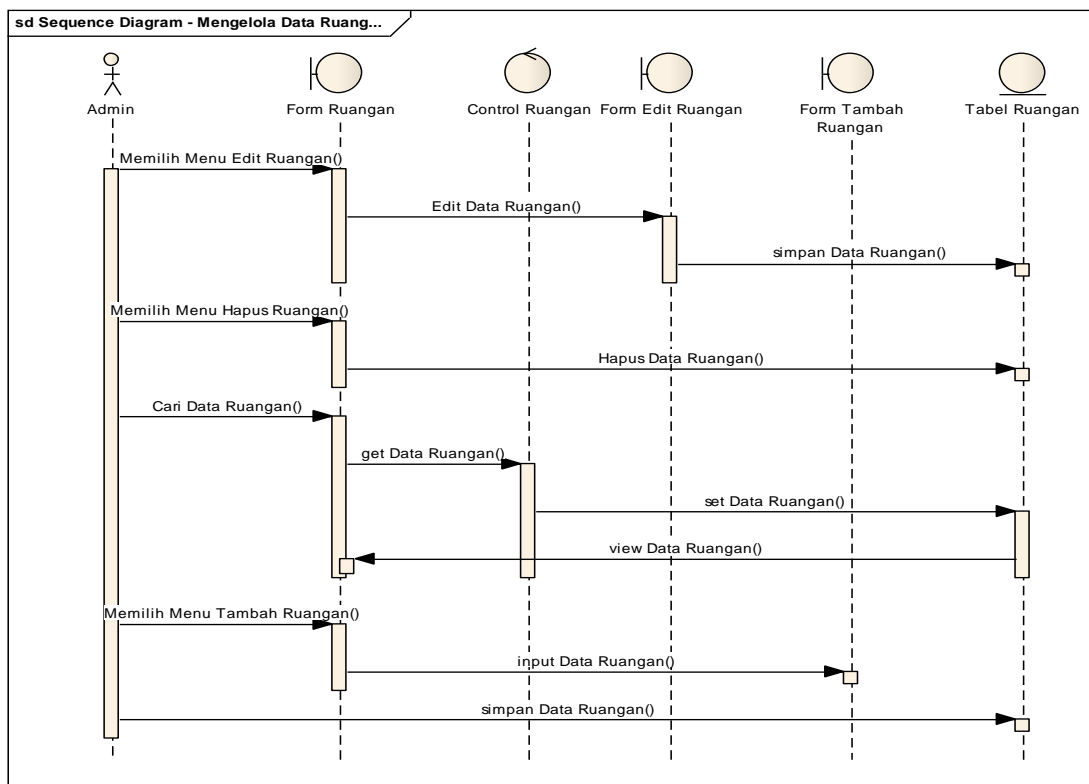 sd Sequence Diagram - Mengelola Data Ruang...
Admin
Form Ruangan
Control Ruangan
Form Edit Ruangan
Form Tambah
Ruangan
Tabel Ruangan
Memilih Menu Edit Ruangan()
Edit Data Ruangan()
simpan Data Ruangan()
Memilih Menu Hapus Ruangan()
Hapus Data Ruangan()
Cari Data Ruangan()
get Data Ruangan()
set Data Ruangan()
view Data Ruangan()
Memilih Menu Tambah Ruangan()
input Data Ruangan()
simpan Data Ruangan()